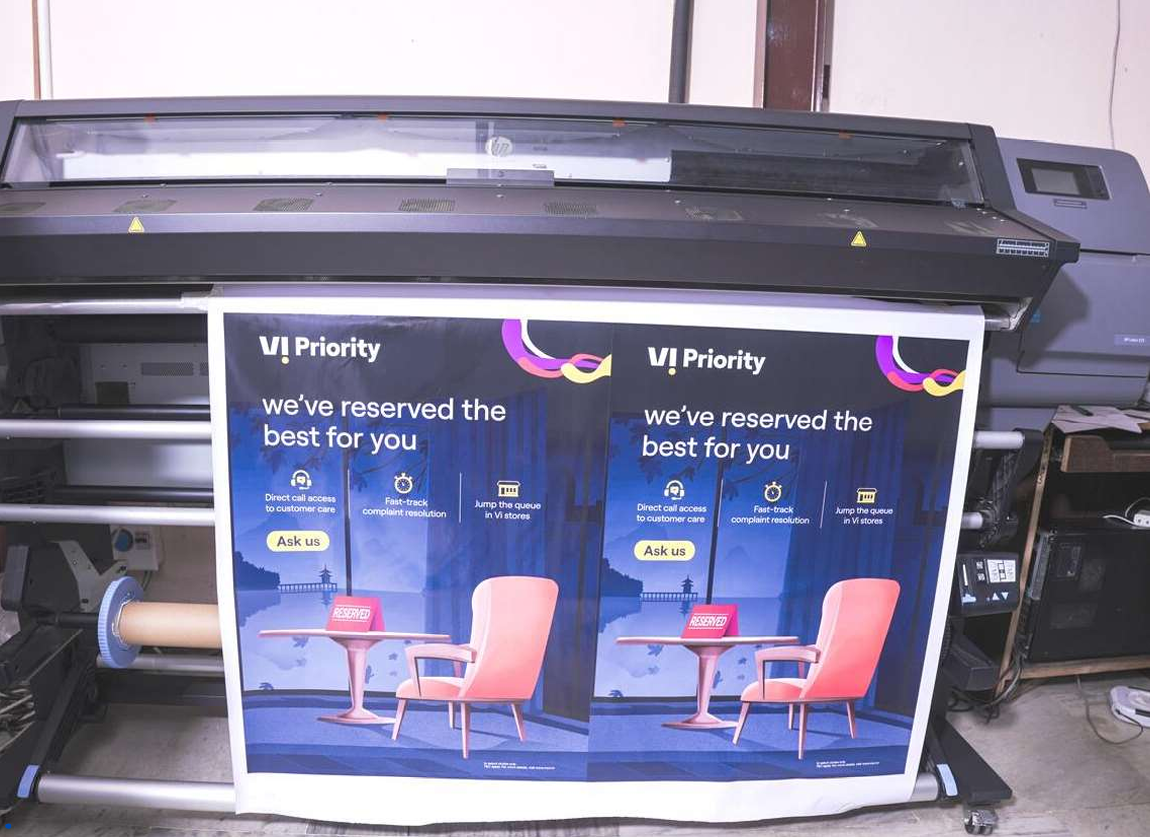 hp
Vi Priority
we've reserved the
best for you
Direct call access
to customer care
Fast-track
complaint resolution
Jump the queue
in Vi stores
Ask us
RESERVED
Vi Priority
we've reserved the
best for you
Direct call access
to customer care
Fast-track
complaint resolution
Jump the queue
in Vi stores
Ask us
RESERVED